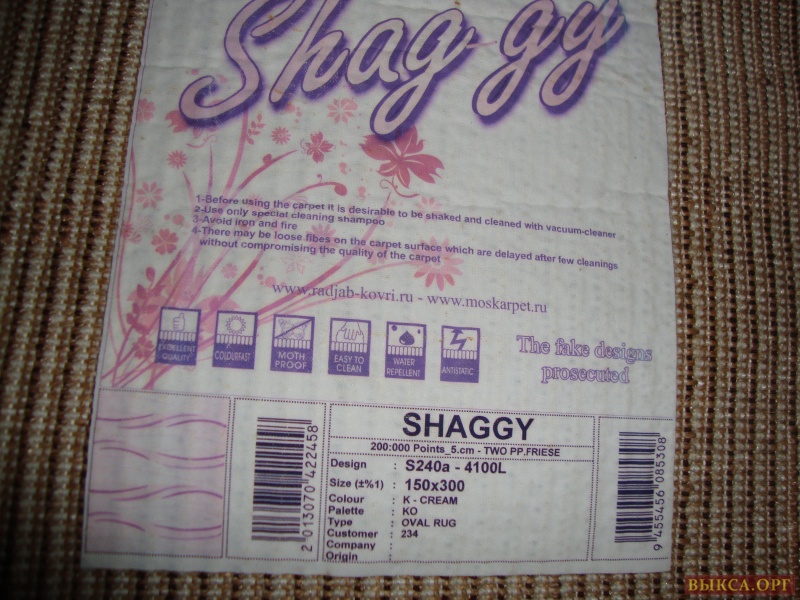 Shaggy
1-Before using the carpet it is desirable to be shaked and cleaned with vacuum-cleaner
2-Use only special cleaning shampoo
3-Avoid iron and fire
4-There may be loose fibes on the carpet surface which are delayed after few cleanings
without compromising the quality of the carpet
www.radjab-kovri.ru - www.moskarpet.ru
EXCELLENT
QUALITY
COLOURFAST
MOTH
PROOF
EASY TO
CLEAN
WATER
REPELLENT
ANTISTATIC
The fake designs
prosecuted
2 013070 422458
SHAGGY
200:000 Points_5.cm - TWO PP.FRIESE
Design : S240a - 4100L
Size (±%1) : 150x300
Colour : K - CREAM
Palette : KO
Type : OVAL RUG
Customer : 234
Company :
Origin :
9 455456 085308
ВЫКСА.ОРГ